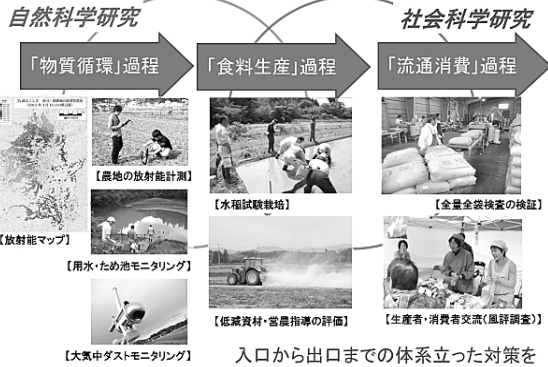 自然科学研究
社会科学研究
「物質循環」過程
「食料生産」過程
「流通消費」過程
【農地の放射能計測】
【水稲試験栽培】
【全量全袋検査の検証】
【放射能マップ】
【用水・ため池モニタリング】
【低減資材・営農指導の評価】
【生産者・消費者交流(風評調査)】
【大気中ダストモニタリング】
入口から出口までの体系立った対策を